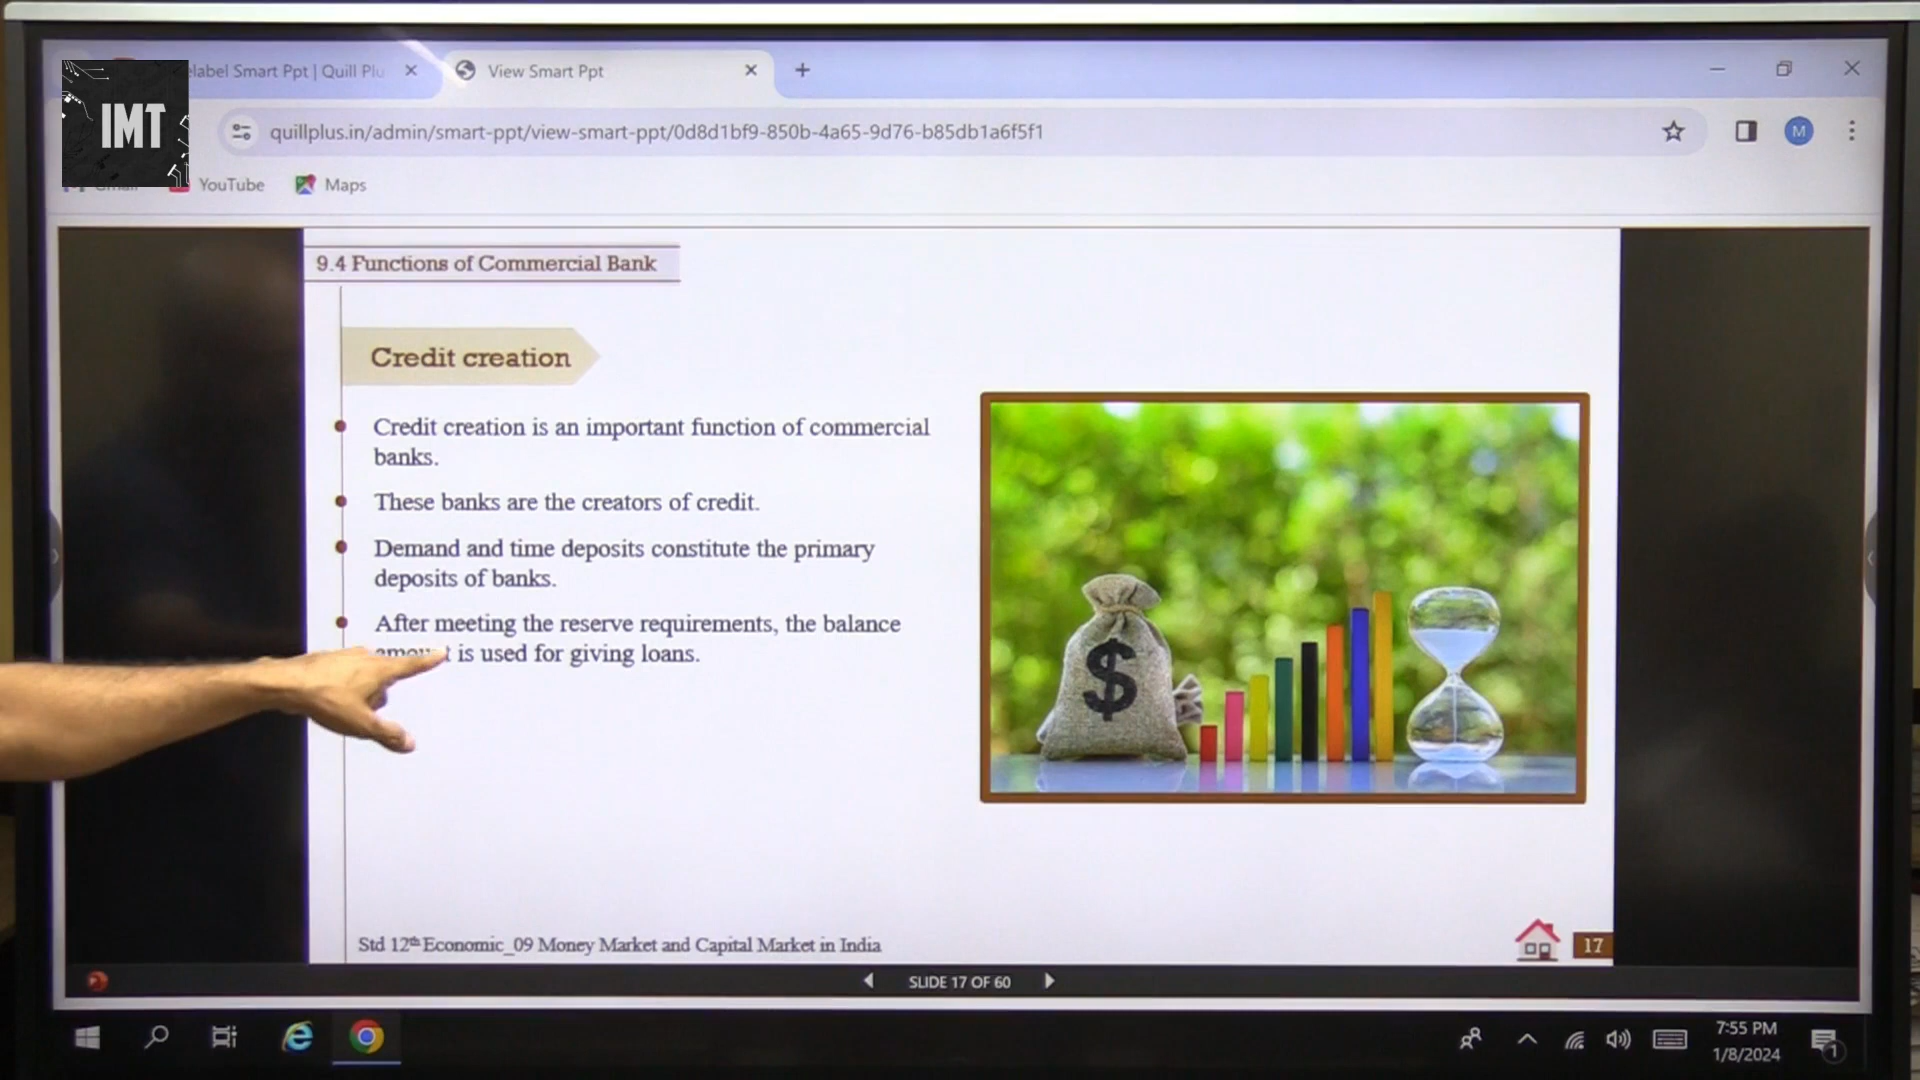 elabel Smart Ppt | Quill Plu
View Smart Ppt
IMT
quillplus.in/admin/smart-ppt/view-smart-ppt/0d8d1bf9-850b-4a65-9d76-b85db1a6f5f1
M
Gmail
YouTube
Maps
9.4 Functions of Commercial Bank
Credit creation
Credit creation is an important function of commercial
banks.
These banks are the creators of credit.
Demand and time deposits constitute the primary
deposits of banks.
After meeting the reserve requirements, the balance
amount is used for giving loans.
$
Std 12th Economic_09 Money Market and Capital Market in India
17
SLIDE 17 OF 60
7:55 PM
1/8/2024
1